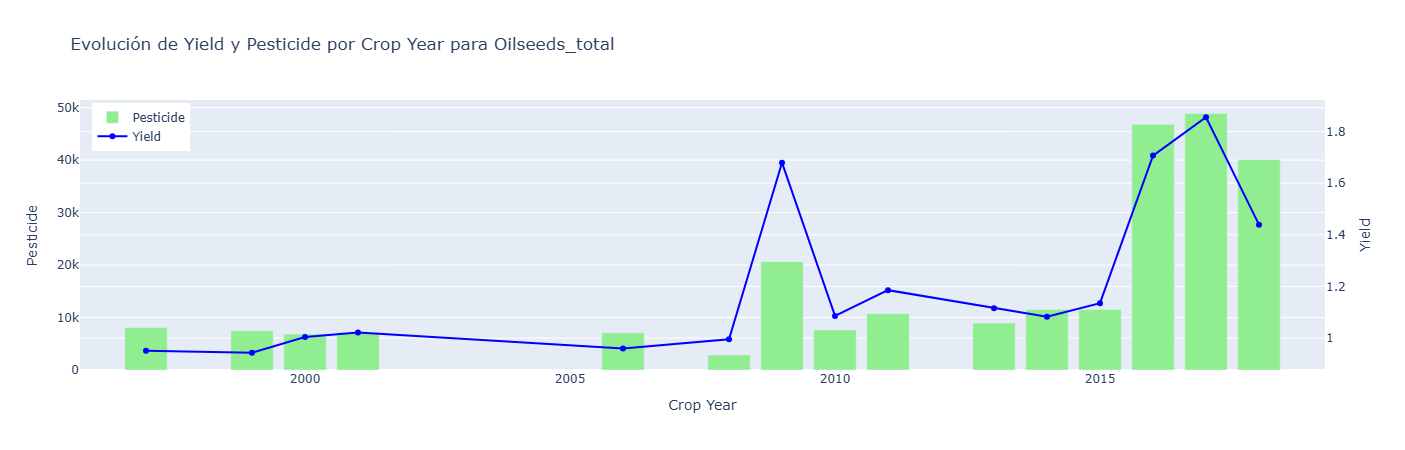 Evolución de Yield y Pesticide por Crop Year para Oilseeds_total
Pesticide
Yield
50k
40k
30k
20k
10k
0
Pesticide
1.8
1.6
1.4
1.2
1
Yield
2000
2005
2010
2015
Crop Year